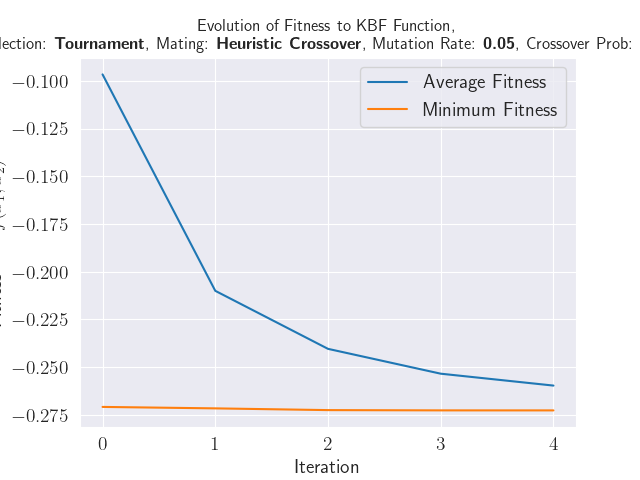 Evolution of Fitness to KBF Function,
lection: Tournament, Mating: Heuristic Crossover, Mutation Rate: 0.05, Crossover Prob:
Average Fitness
Minimum Fitness
−0.100
−0.125
−0.150
−0.175
−0.200
−0.225
−0.250
−0.275
0 1 2 3 4
Iteration